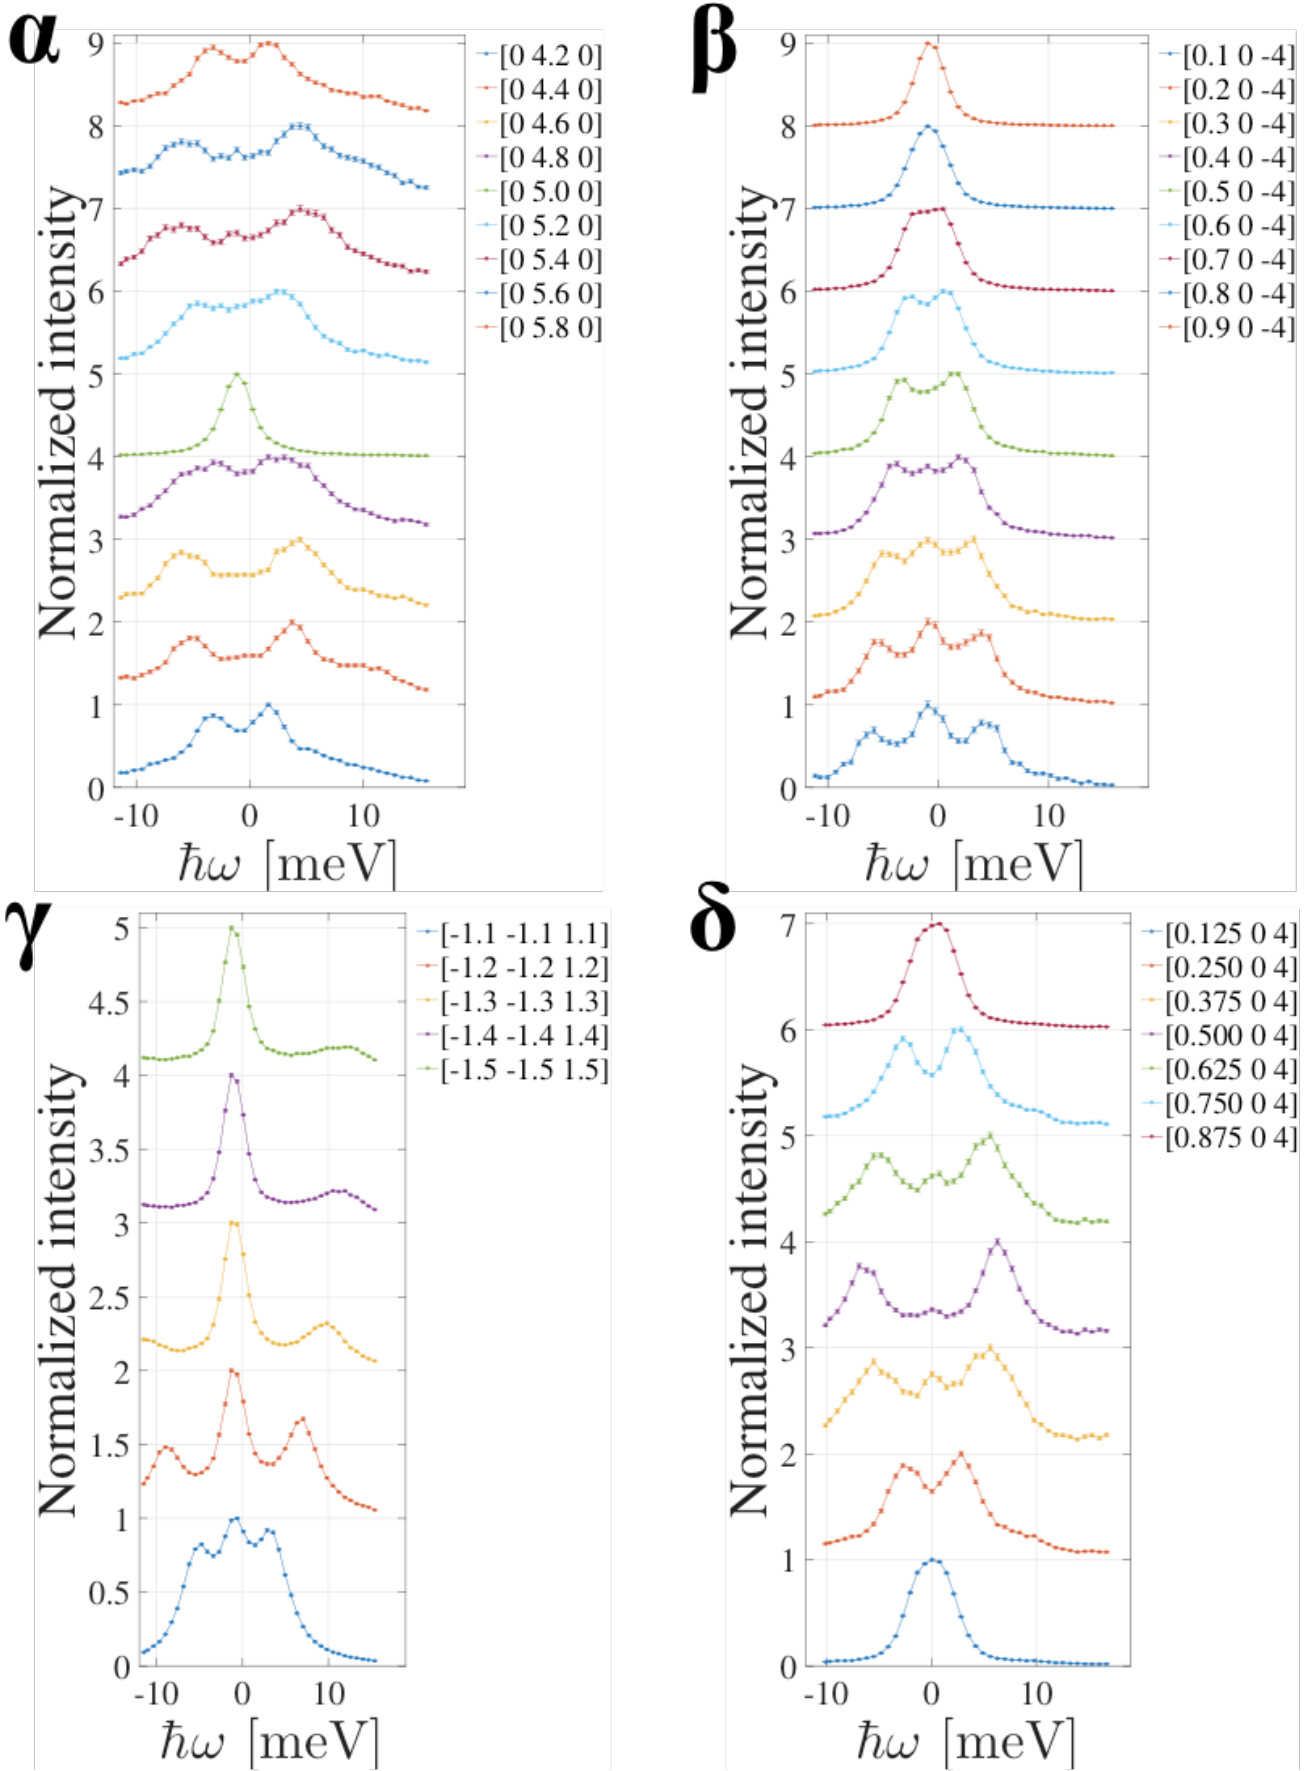 α
Normalized intensity
9
8
7
6
5
4
3
2
1
0
-10 0 10
ħω [meV]
[0 4.2 0]
[0 4.4 0]
[0 4.6 0]
[0 4.8 0]
[0 5.0 0]
[0 5.2 0]
[0 5.4 0]
[0 5.6 0]
[0 5.8 0]
β
Normalized intensity
9
8
7
6
5
4
3
2
1
0
-10 0 10
ħω [meV]
[0.1 0 -4]
[0.2 0 -4]
[0.3 0 -4]
[0.4 0 -4]
[0.5 0 -4]
[0.6 0 -4]
[0.7 0 -4]
[0.8 0 -4]
[0.9 0 -4]
γ
Normalized intensity
5
4.5
4
3.5
3
2.5
2
1.5
1
0.5
0
-10 0 10
ħω [meV]
[-1.1 -1.1 1.1]
[-1.2 -1.2 1.2]
[-1.3 -1.3 1.3]
[-1.4 -1.4 1.4]
[-1.5 -1.5 1.5]
δ
Normalized intensity
7
6
5
4
3
2
1
0
-10 0 10
ħω [meV]
[0.125 0 4]
[0.250 0 4]
[0.375 0 4]
[0.500 0 4]
[0.625 0 4]
[0.750 0 4]
[0.875 0 4]